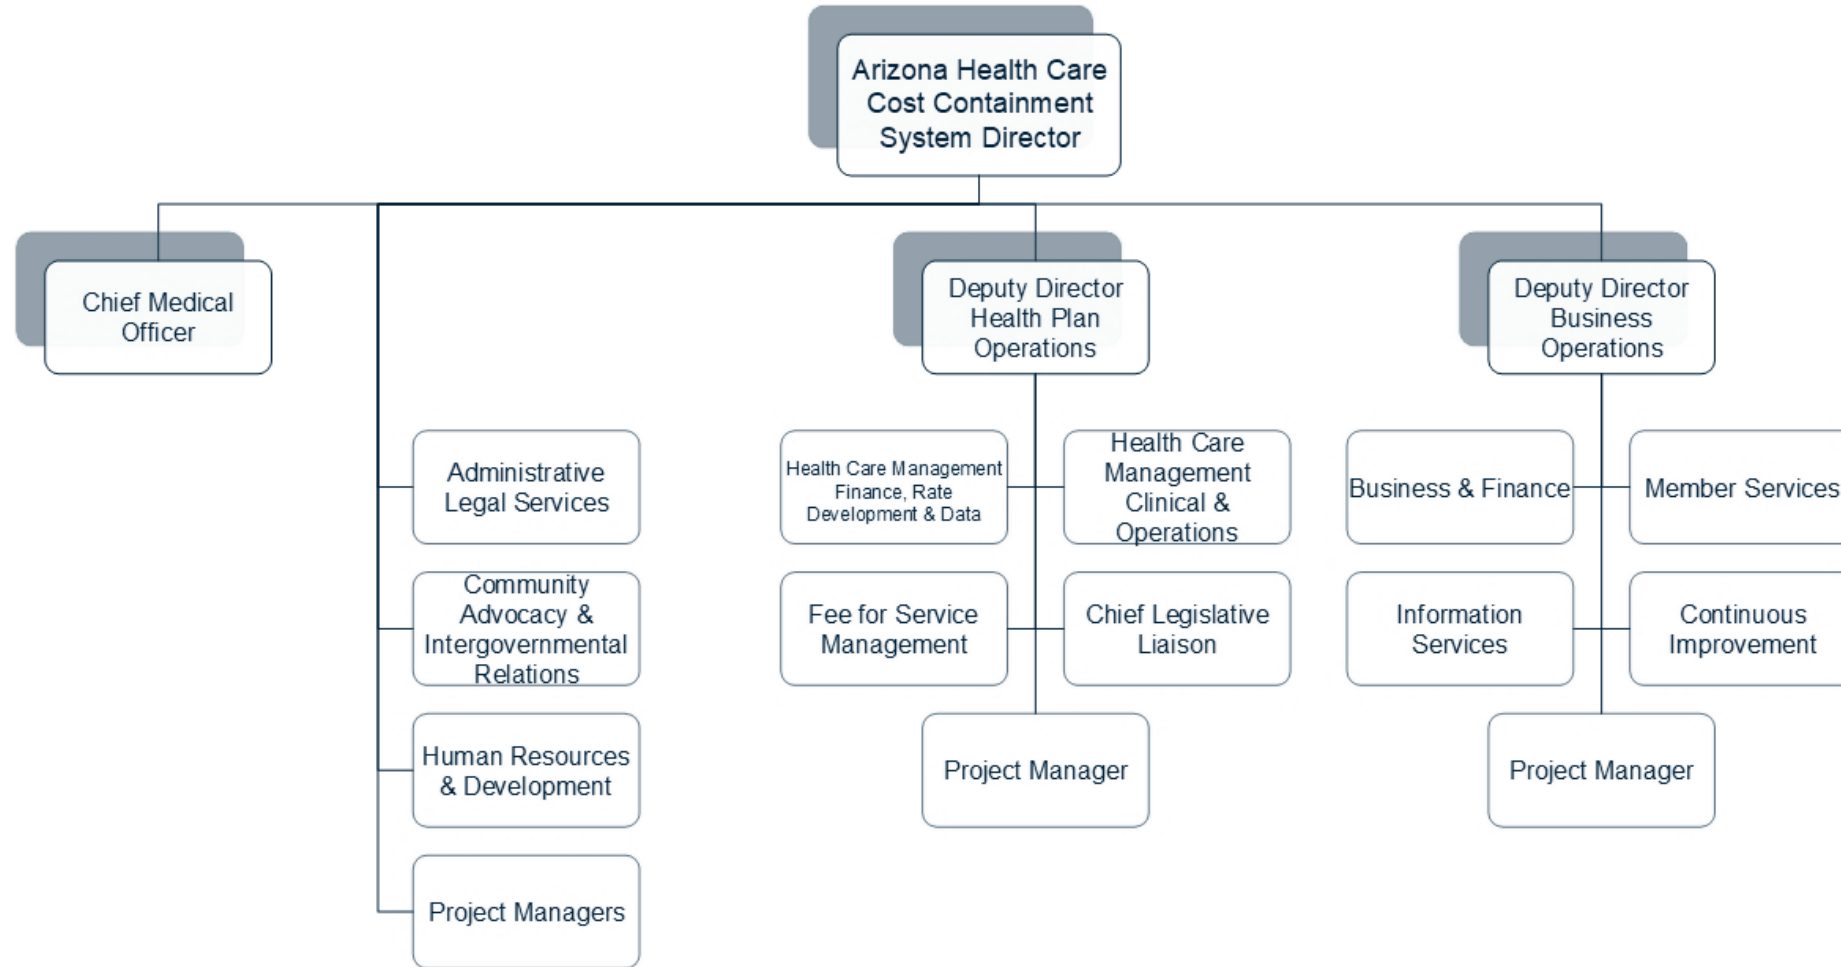 Arizona Health Care
Cost Containment
System Director
Chief Medical
Officer
Deputy Director
Health Plan
Operations
Deputy Director
Business
Operations
Administrative
Legal Services
Community
Advocacy &
Intergovernmental
Relations
Human Resources
& Development
Project Managers
Health Care Management
Finance, Rate
Development & Data
Health Care
Management
Clinical &
Operations
Fee for Service
Management
Chief Legislative
Liaison
Project Manager
Business & Finance
Member Services
Information
Services
Continuous
Improvement
Project Manager